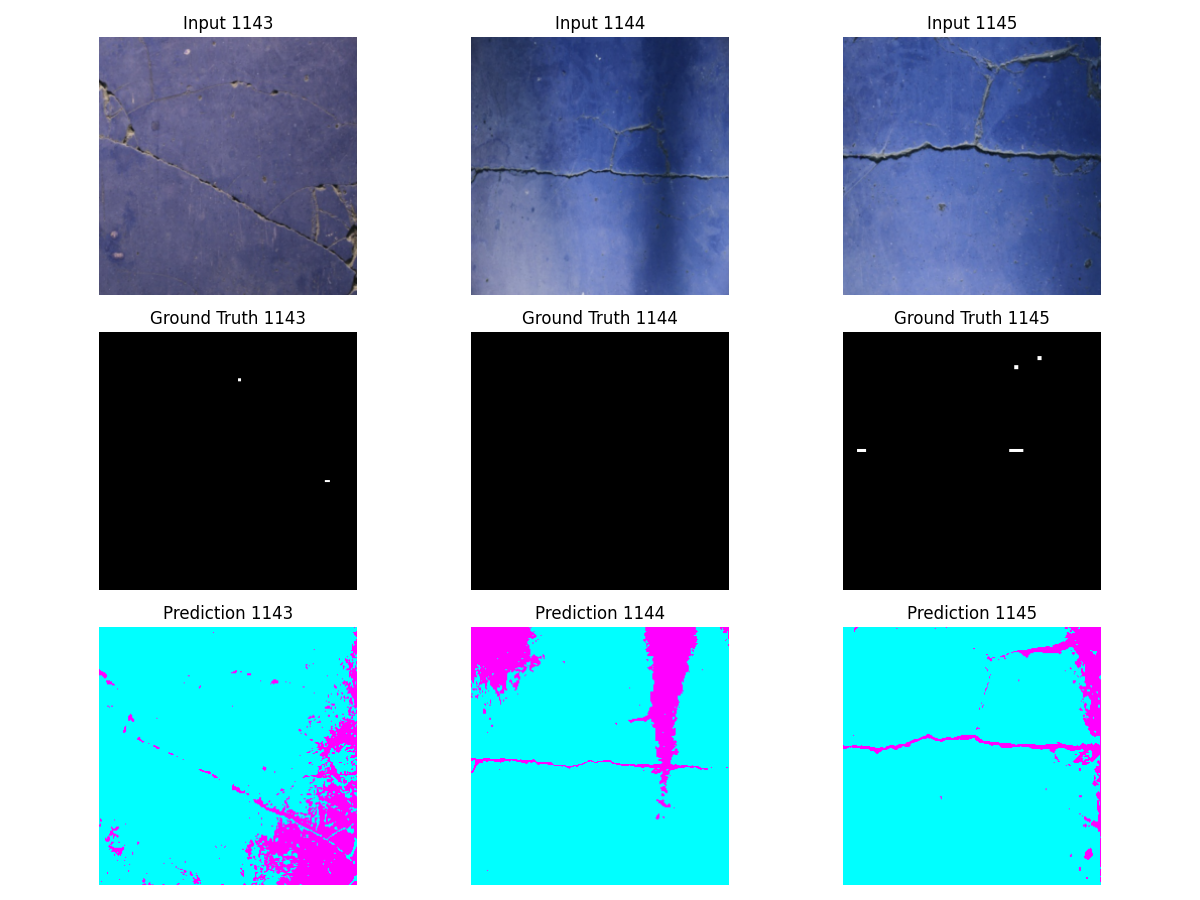 Input 1143
Input 1144
Input 1145
Ground Truth 1143
Ground Truth 1144
Ground Truth 1145
Prediction 1143
Prediction 1144
Prediction 1145